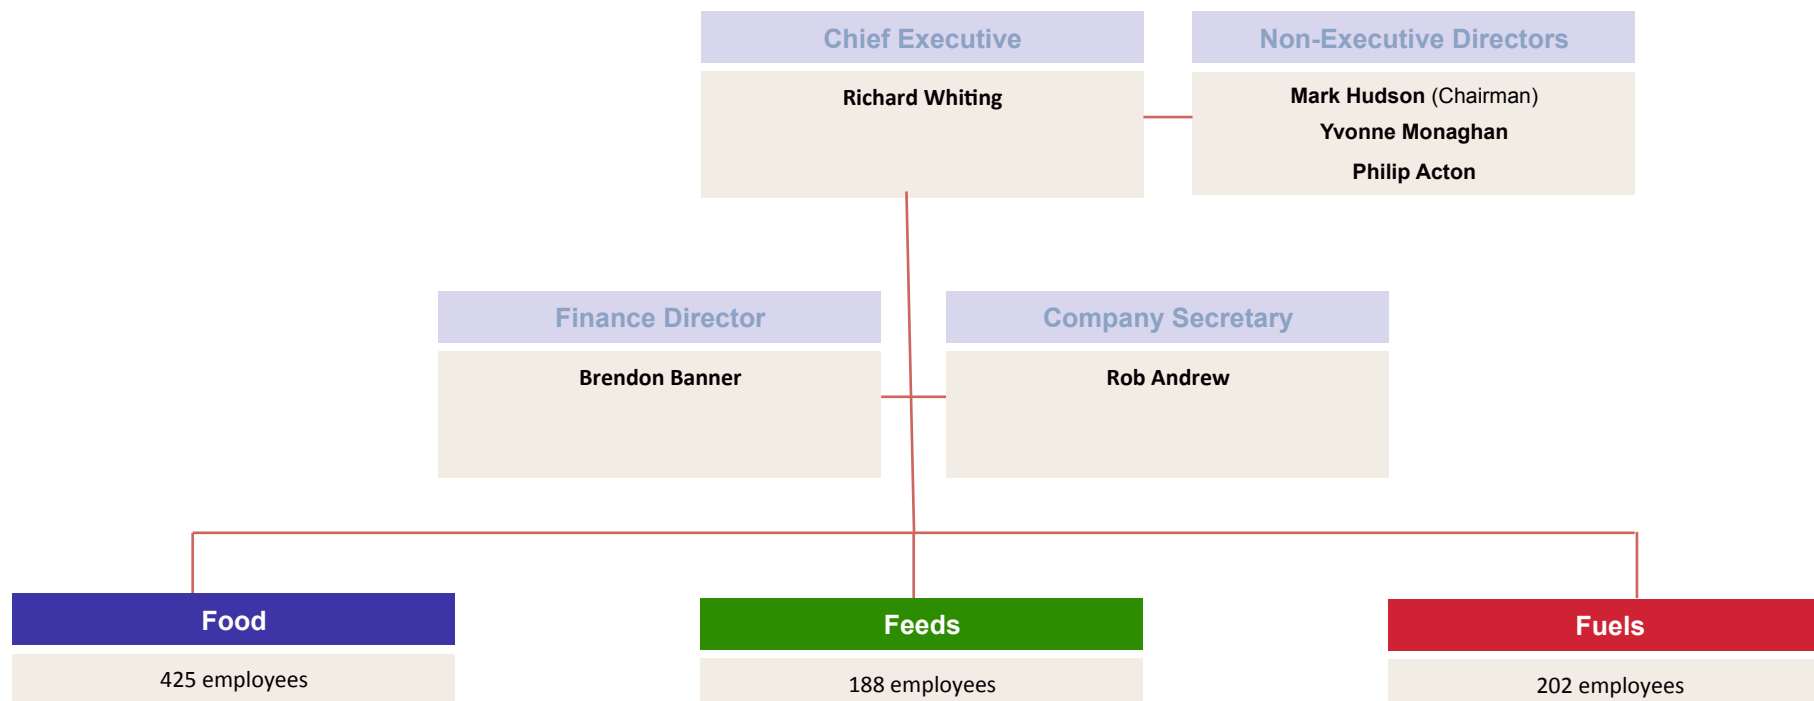 Chief Executive
Richard Whiting
Non-Executive Directors
Mark Hudson (Chairman)
Yvonne Monaghan
Philip Acton
Finance Director
Brendon Banner
Company Secretary
Rob Andrew
Food
425 employees
Feeds
188 employees
Fuels
202 employees